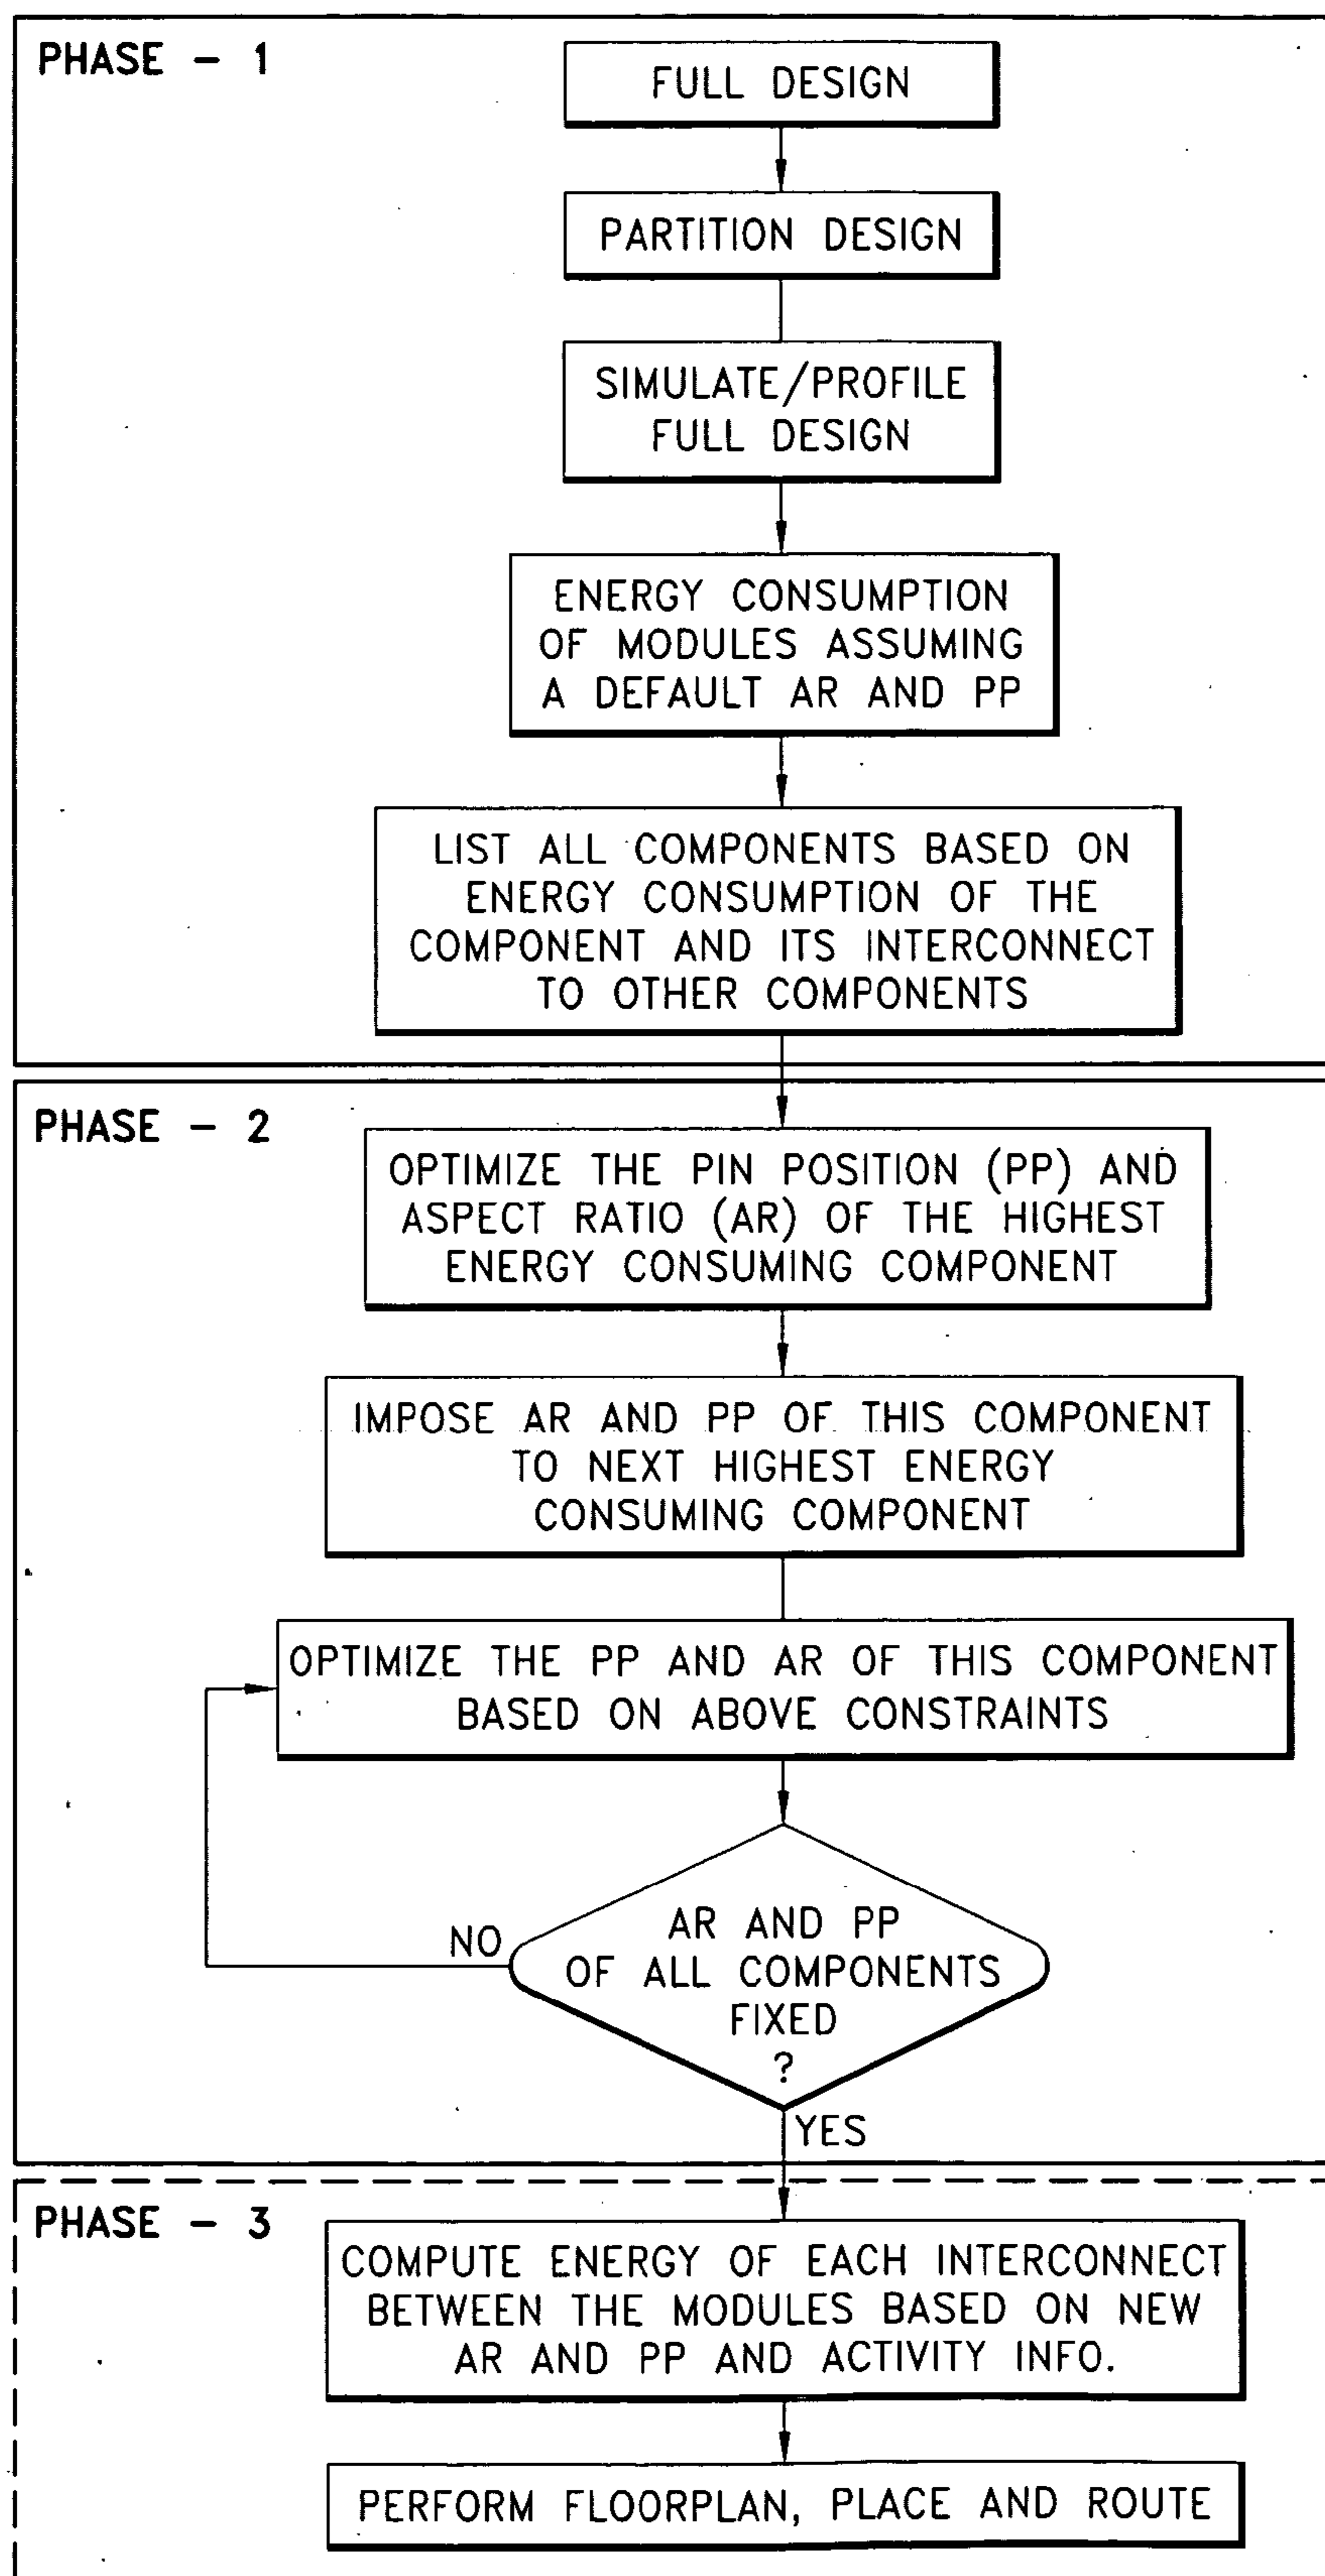 PHASE - 1
FULL DESIGN
PARTITION DESIGN
SIMULATE/PROFILE
FULL DESIGN
ENERGY CONSUMPTION
OF MODULES ASSUMING
A DEFAULT AR AND PP
LIST ALL COMPONENTS BASED ON
ENERGY CONSUMPTION OF THE
COMPONENT AND ITS INTERCONNECT
TO OTHER COMPONENTS
PHASE - 2
OPTIMIZE THE PIN POSITION (PP) AND
ASPECT RATIO (AR) OF THE HIGHEST
ENERGY CONSUMING COMPONENT
IMPOSE AR AND PP OF THIS COMPONENT
TO NEXT HIGHEST ENERGY
CONSUMING COMPONENT
OPTIMIZE THE PP AND AR OF THIS COMPONENT
BASED ON ABOVE CONSTRAINTS
AR AND PP
OF ALL COMPONENTS
FIXED
?
NO
YES
PHASE - 3
COMPUTE ENERGY OF EACH INTERCONNECT
BETWEEN THE MODULES BASED ON NEW
AR AND PP AND ACTIVITY INFO.
PERFORM FLOORPLAN, PLACE AND ROUTE